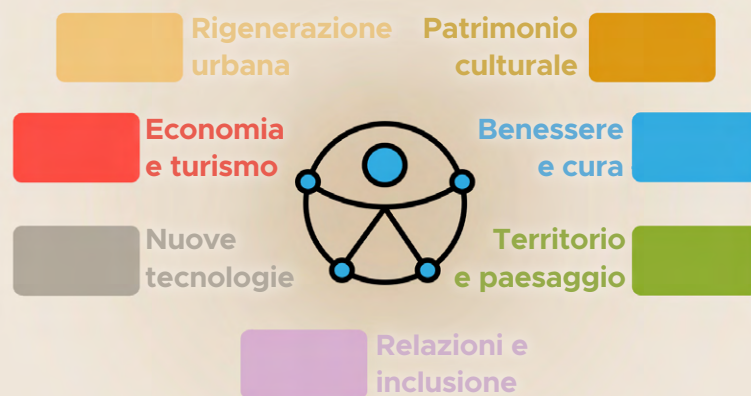 Rigenerazione
urbana
Patrimonio
culturale
Economia
e turismo
Benessere
e cura
Nuove
tecnologie
Territorio
e paesaggio
Relazioni e
inclusione